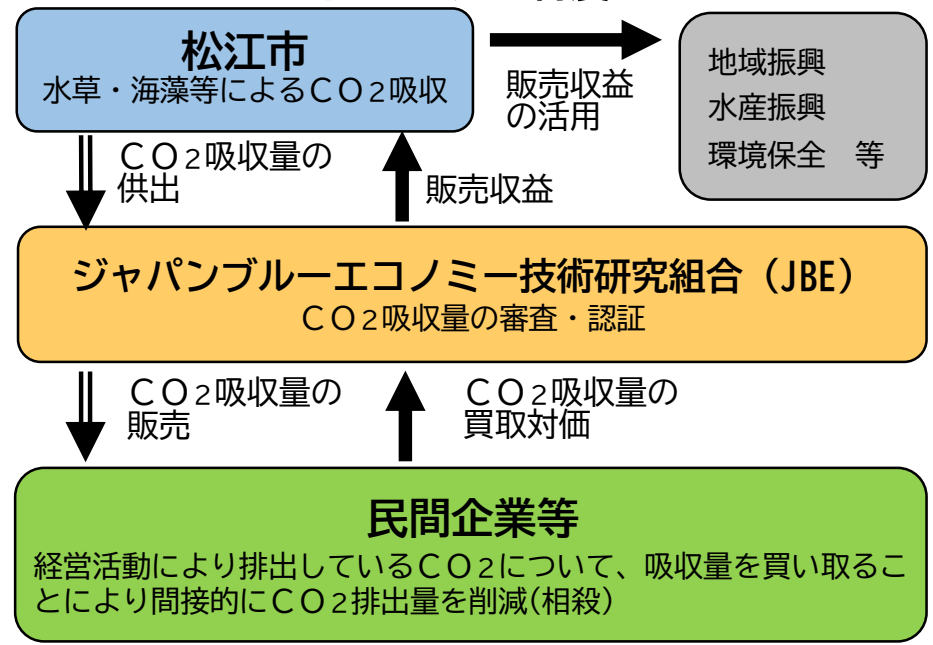 松江市
水草・海藻等によるＣＯ２吸収
販売収益
の活用
地域振興
水産振興
環境保全　等
ＣＯ２吸収量の
供出
販売収益
ジャパンブルーエコノミー技術研究組合（JBE）
ＣＯ２吸収量の審査・認証
ＣＯ２吸収量の
販売
ＣＯ２吸収量の
買取対価
民間企業等
経営活動により排出しているＣＯ２について、吸収量を買い取るこ
とにより間接的にＣＯ２排出量を削減(相殺）